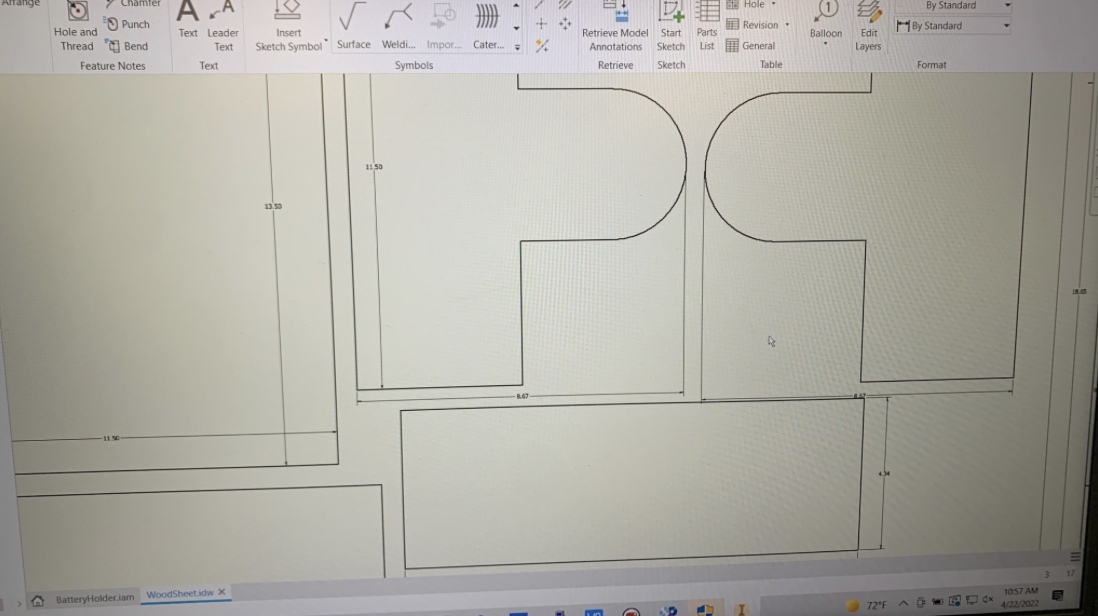 Arrange
Chamfer
Hole
By Standard
Punch
Revision
By Standard
Hole and
Thread
Bend
Text
Leader
Text
Insert
Sketch Symbol
Surface
Weldi...
Impor...
Cater...
Retrieve Model
Annotations
Start
Sketch
Parts
List
General
Balloon
1
Edit
Layers
Feature Notes
Text
Symbols
Retrieve
Sketch
Table
Format
11.50
13.50
18.65
8.67
8.67
11.50
4.34
3
17
BatteryHolder.iam
WoodSheet.idw
72°F
10:57 AM
4/22/2022